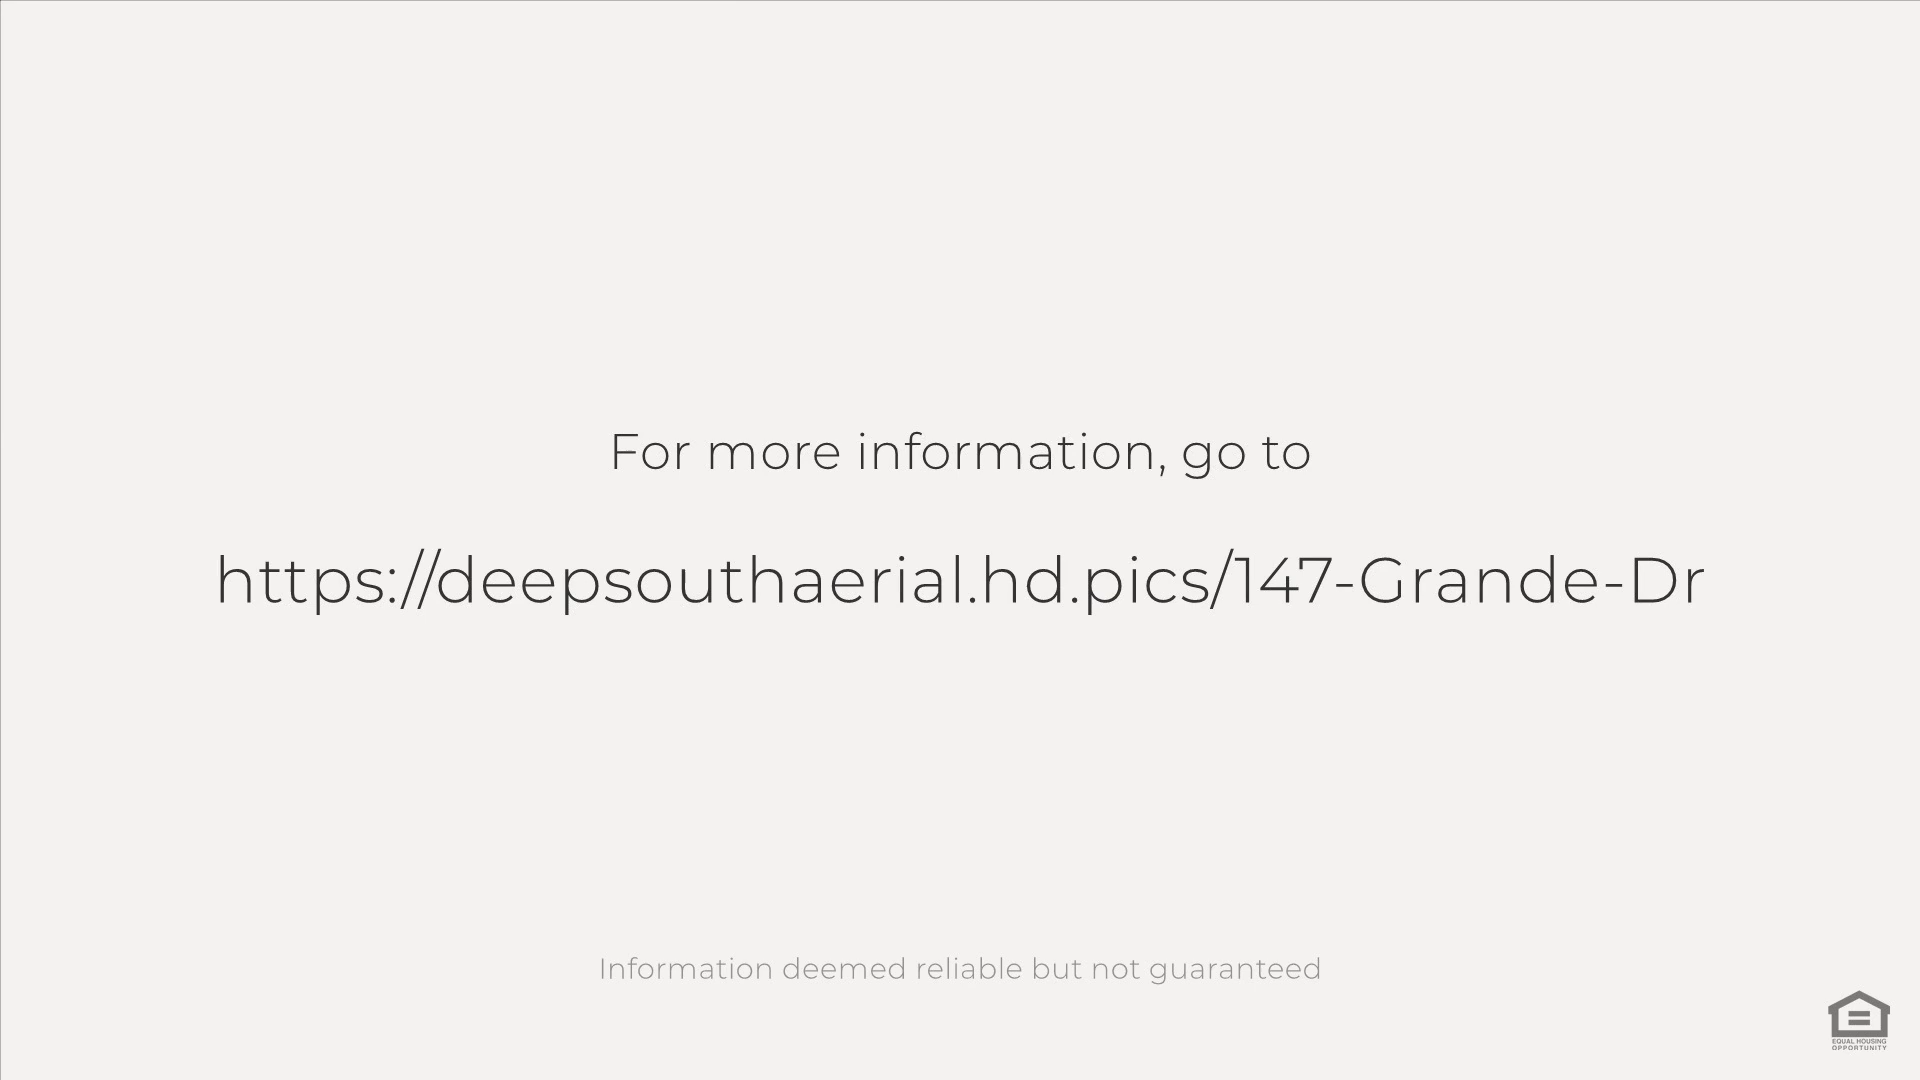 For more information, go to
https://deepsouthaerial.hd.pics/147-Grande-Dr
Information deemed reliable but not guaranteed
EQUAL HOUSING
OPPORTUNITY